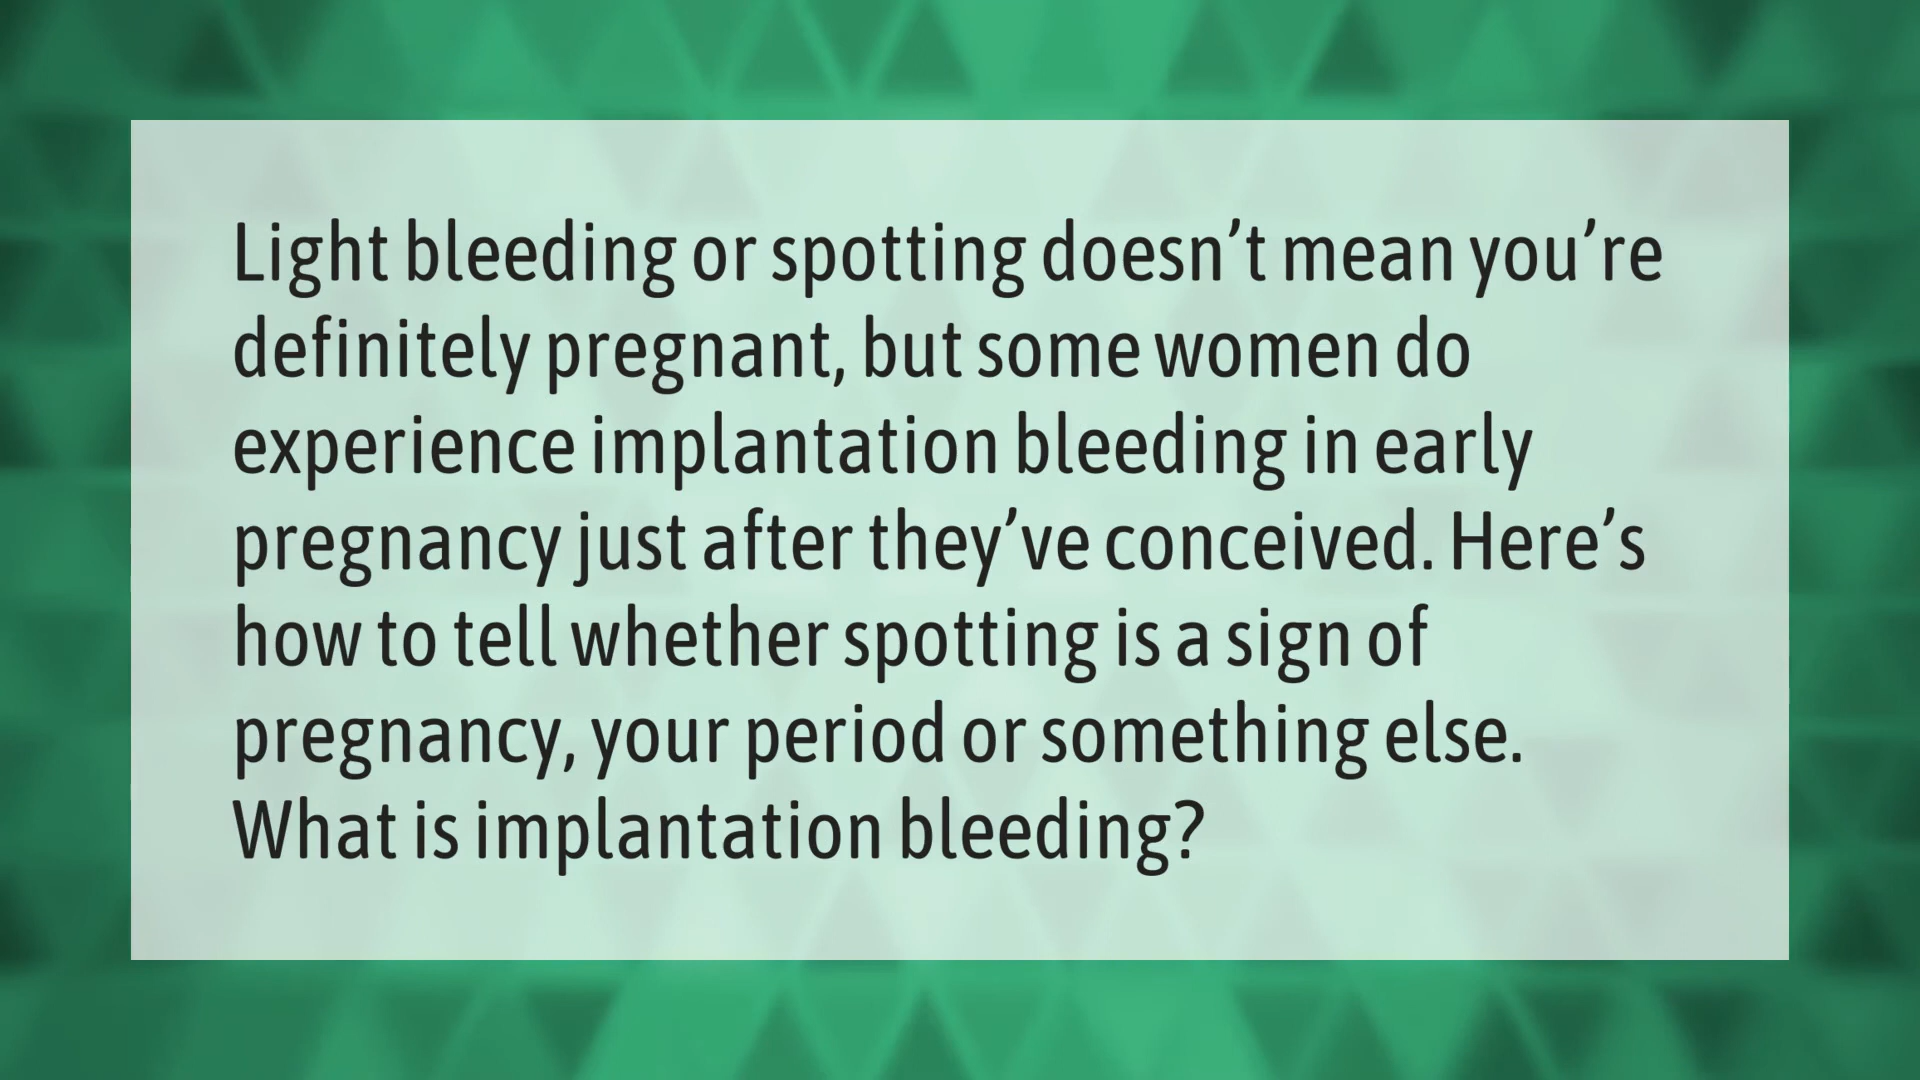 Light bleeding or spotting doesn’t mean you’re
definitely pregnant, but some women do
experience implantation bleeding in early
pregnancy just after they’ve conceived. Here’s
how to tell whether spotting is a sign of
pregnancy, your period or something else.
What is implantation bleeding?